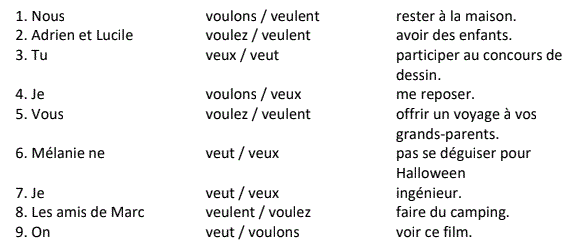 1. Nous voulons / veulent rester à la maison.
2. Adrien et Lucile voulez / veulent avoir des enfants.
3. Tu veux / veut participer au concours de
dessin.
4. Je voulons / veux me reposer.
5. Vous voulez / veulent offrir un voyage à vos
grands-parents.
6. Mélanie ne veut / veux pas se déguiser pour
Halloween
7. Je veut / veux ingénieur.
8. Les amis de Marc veulent / voulez faire du camping.
9. On veut / voulons voir ce film.